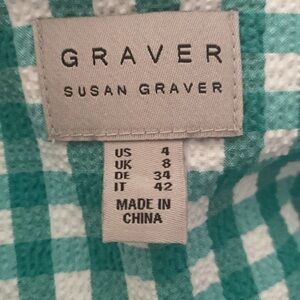 GRAVER
SUSAN GRAVER
US 4
UK 8
DE 34
IT 42
MADE IN
CHINA